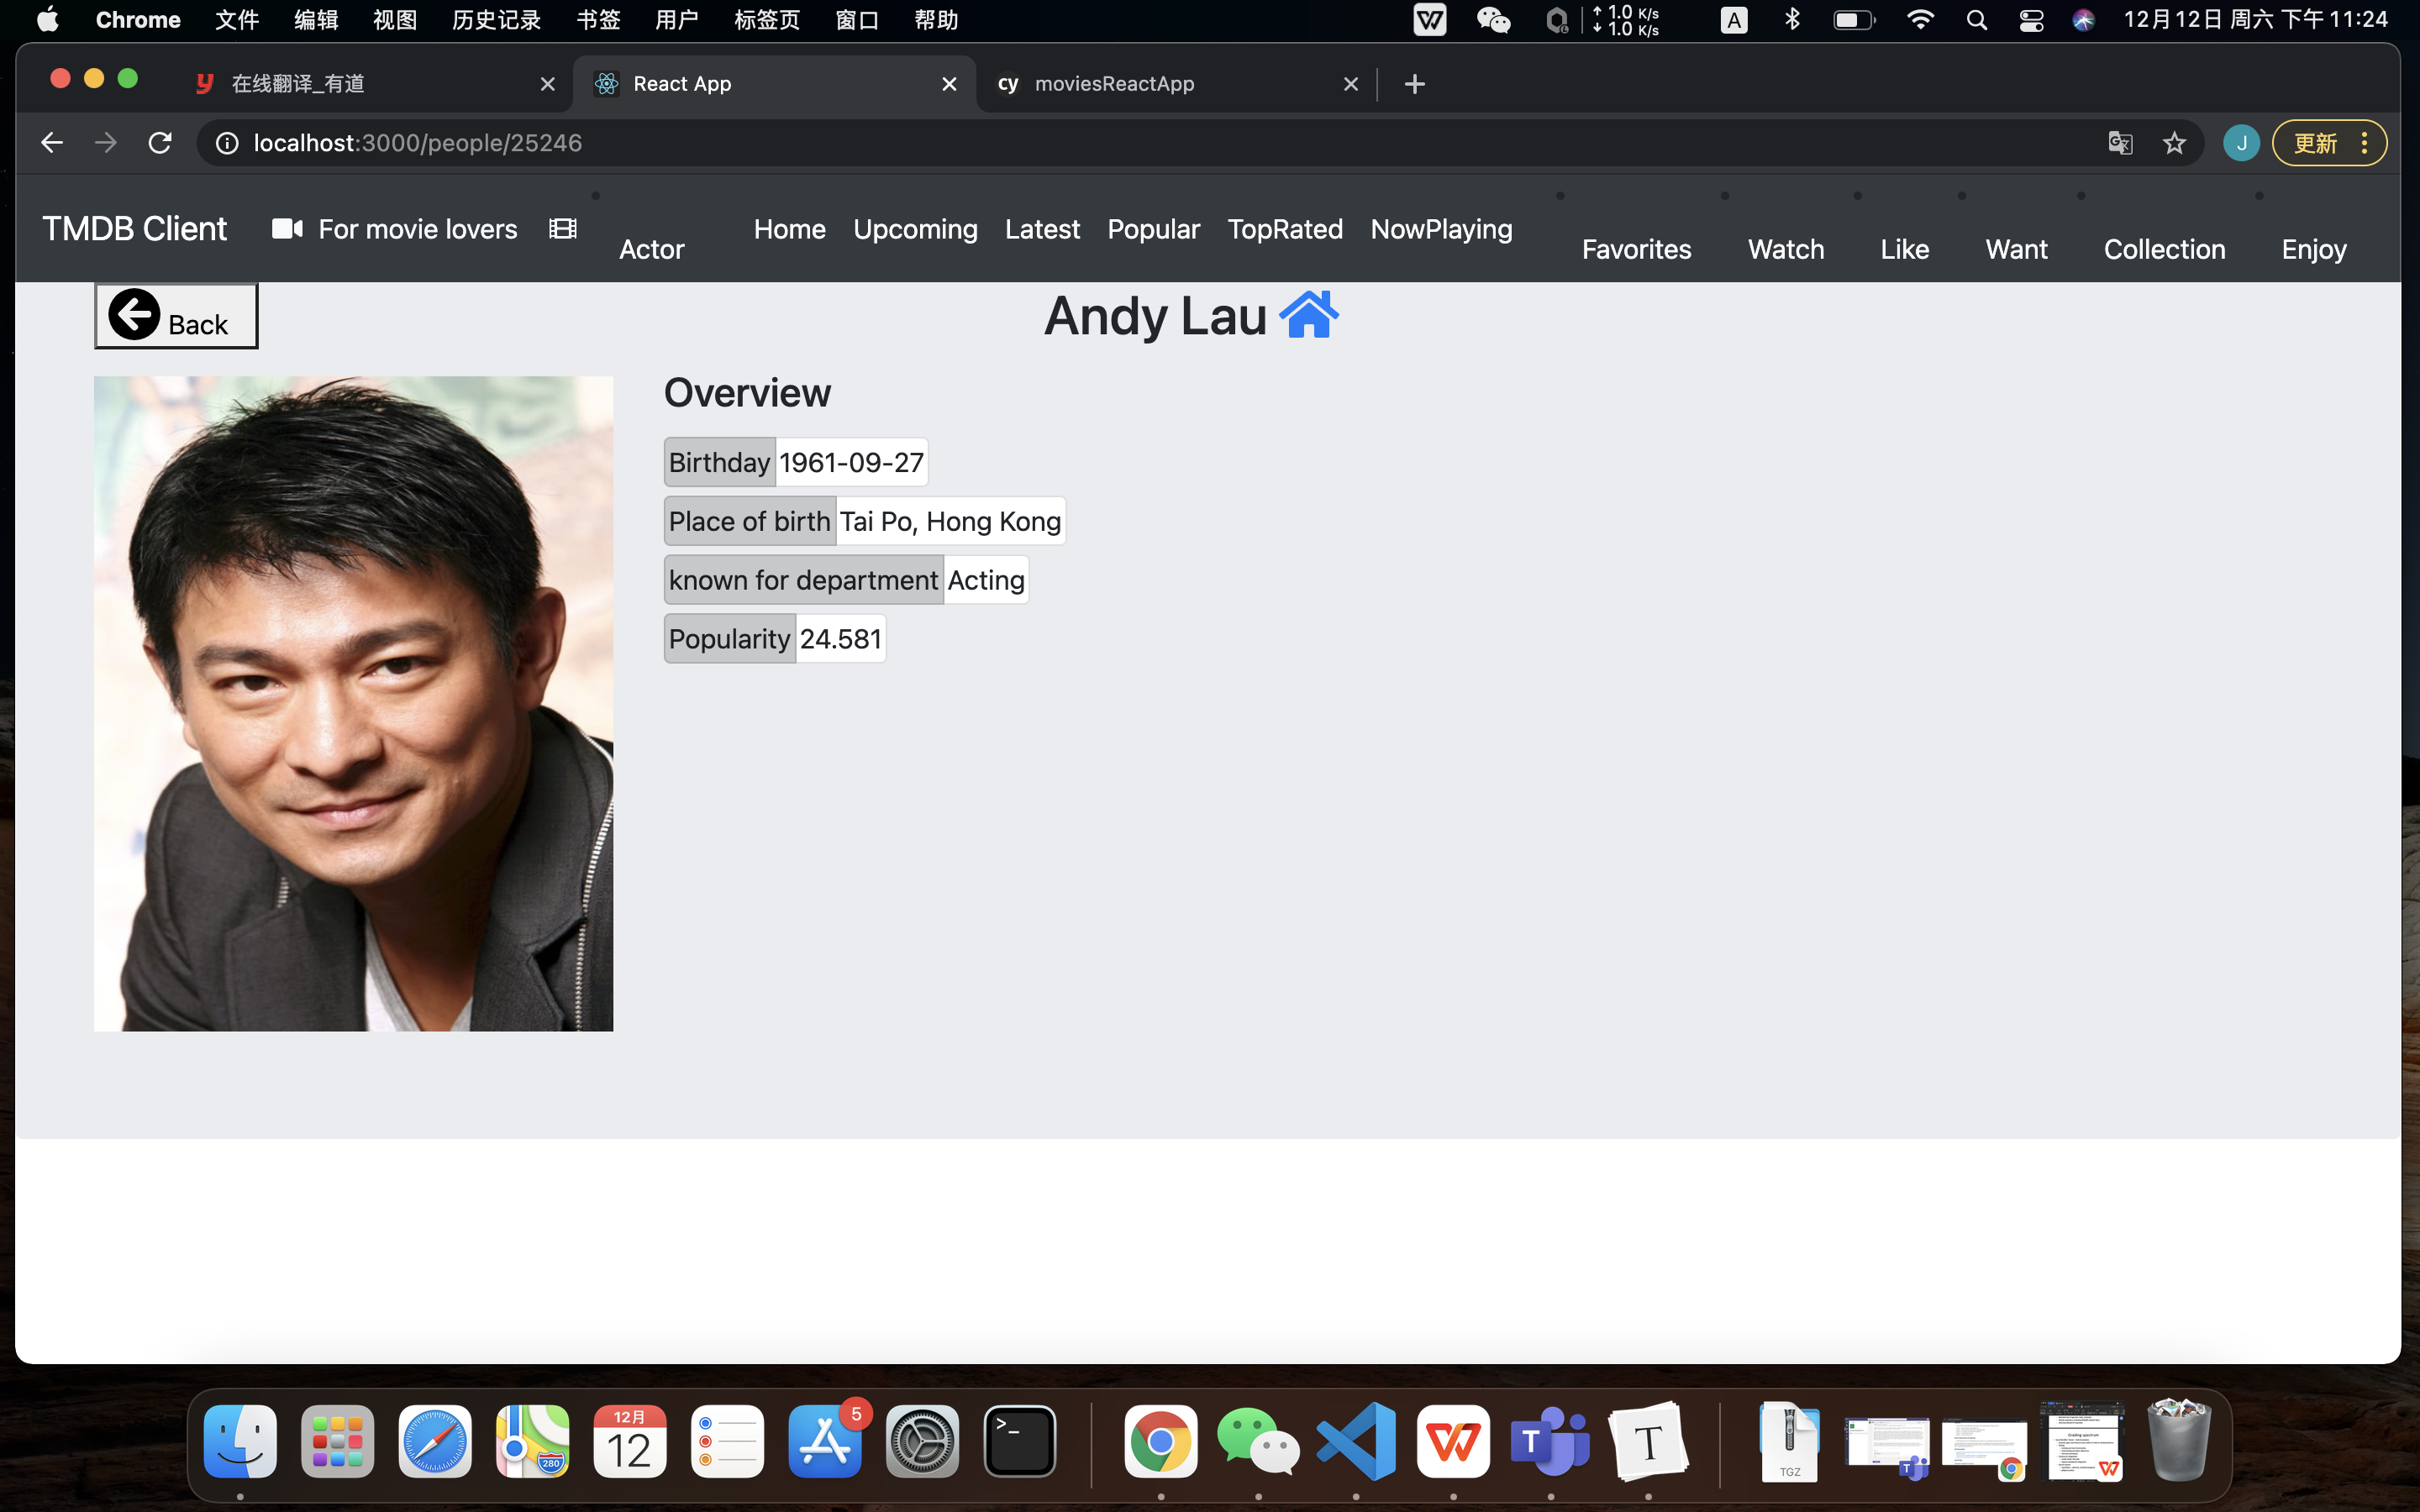 Chrome 文件 编辑 视图 历史记录 书签 用户 标签页 窗口 帮助 1.0 K/s 1.0 K/s A 12月12日 周六 下午 11:24
在线翻译_有道 React App cy moviesReactApp
localhost:3000/people/25246 J 更新
TMDB Client For movie lovers Actor Home Upcoming Latest Popular TopRated NowPlaying Favorites Watch Like Want Collection Enjoy
Back Andy Lau
Overview
Birthday 1961-09-27
Place of birth Tai Po, Hong Kong
known for department Acting
Popularity 24.581
12月
12
5
280
>_
T
T
TGZ
Grading spectrum